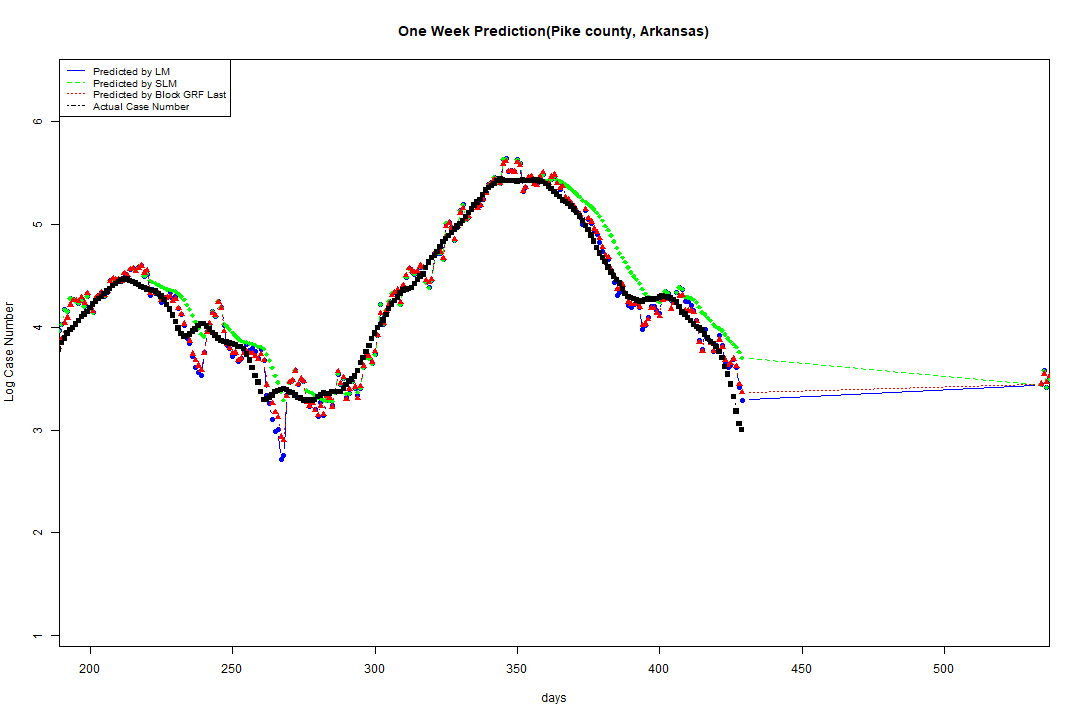 One Week Prediction(Pike county, Arkansas)
Predicted by LM
Predicted by SLM
Predicted by Block GRF Last
Actual Case Number
Log Case Number
6
5
4
3
2
1
200 250 300 350 400 450 500
days